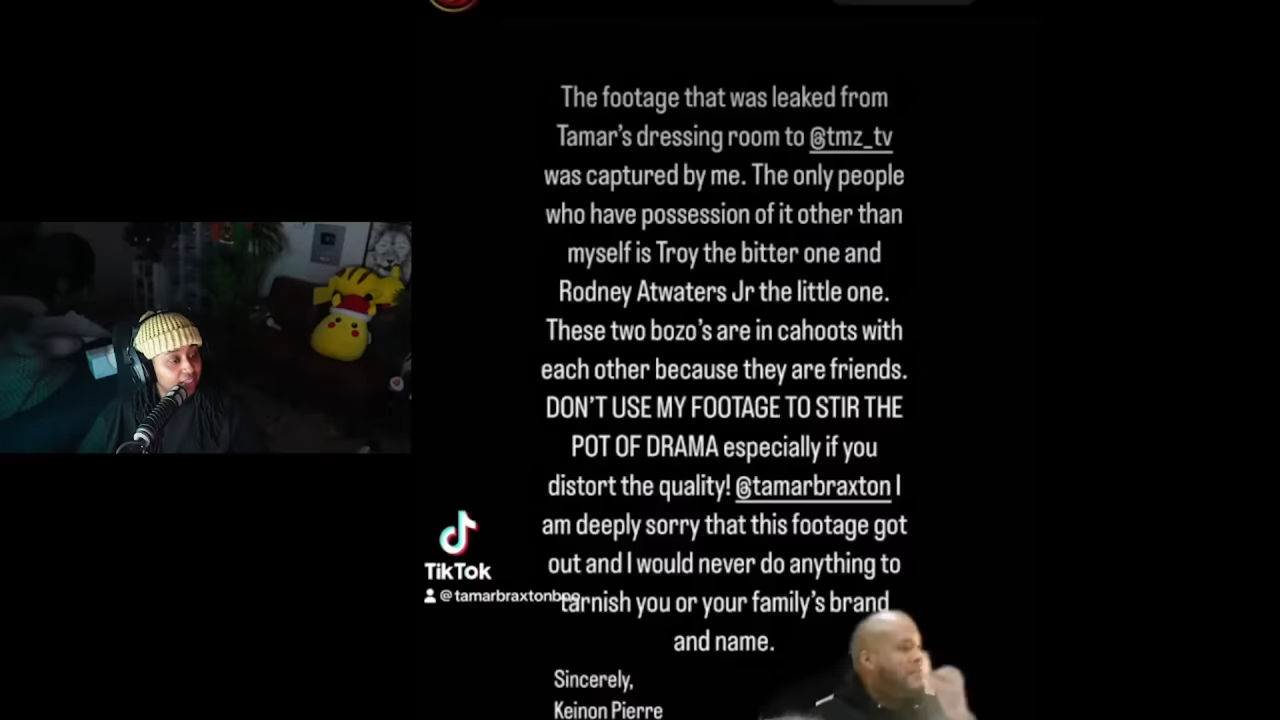 The footage that was leaked from
Tamar's dressing room to @tmz_tv
was captured by me. The only people
who have possession of it other than
myself is Troy the bitter one and
Rodney Atwaters Jr the little one.
These two bozo's are in cahoots with
each other because they are friends.
DON'T USE MY FOOTAGE TO STIR THE
POT OF DRAMA especially if you
distort the quality! @tamarbraxton I
am deeply sorry that this footage got
out and I would never do anything to
tarnish you or your family's brand
and name.
Sincerely,
Keinon Pierre
TikTok